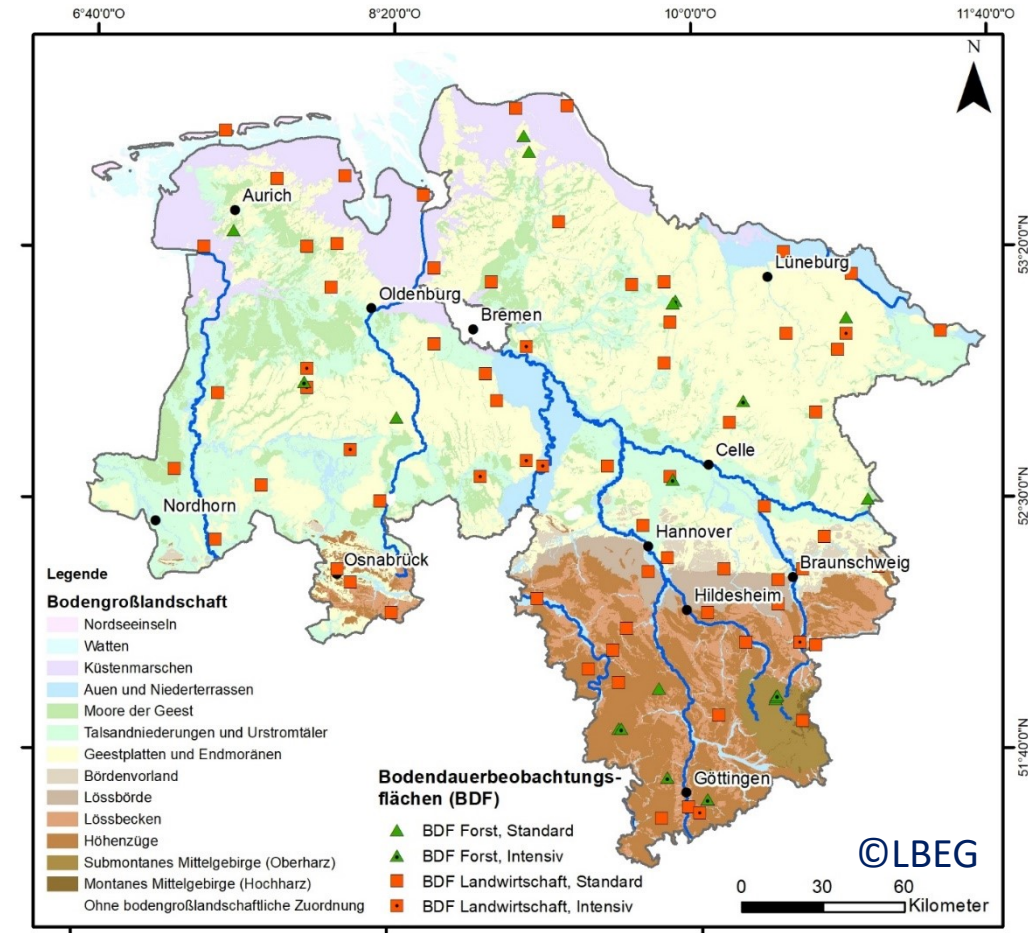 6°40'0"O
8°20'0"O
10°0'0"O
11°40'0"O
N
53°20'0"N
52°30'0"N
51°40'0"N
Aurich
Lüneburg
Oldenburg
Bremen
Celle
Nordhorn
Hannover
Osnabrück
Braunschweig
Hildesheim
Göttingen
Legende
Bodengroßlandschaft
Nordseeinseln
Watten
Küstenmarschen
Auen und Niederterrassen
Moore der Geest
Talsandniederungen und Urstromtäler
Geestplatten und Endmoränen
Bördenvorland
Lössbörde
Lössbecken
Höhenzüge
Submontanes Mittelgebirge (Oberharz)
Montanes Mittelgebirge (Hochharz)
Ohne bodengroßlandschaftliche Zuordnung
Bodendauerbeobachtungs-
flächen (BDF)
BDF Forst, Standard
BDF Forst, Intensiv
BDF Landwirtschaft, Standard
BDF Landwirtschaft, Intensiv
©LBEG
0 30 60
Kilometer